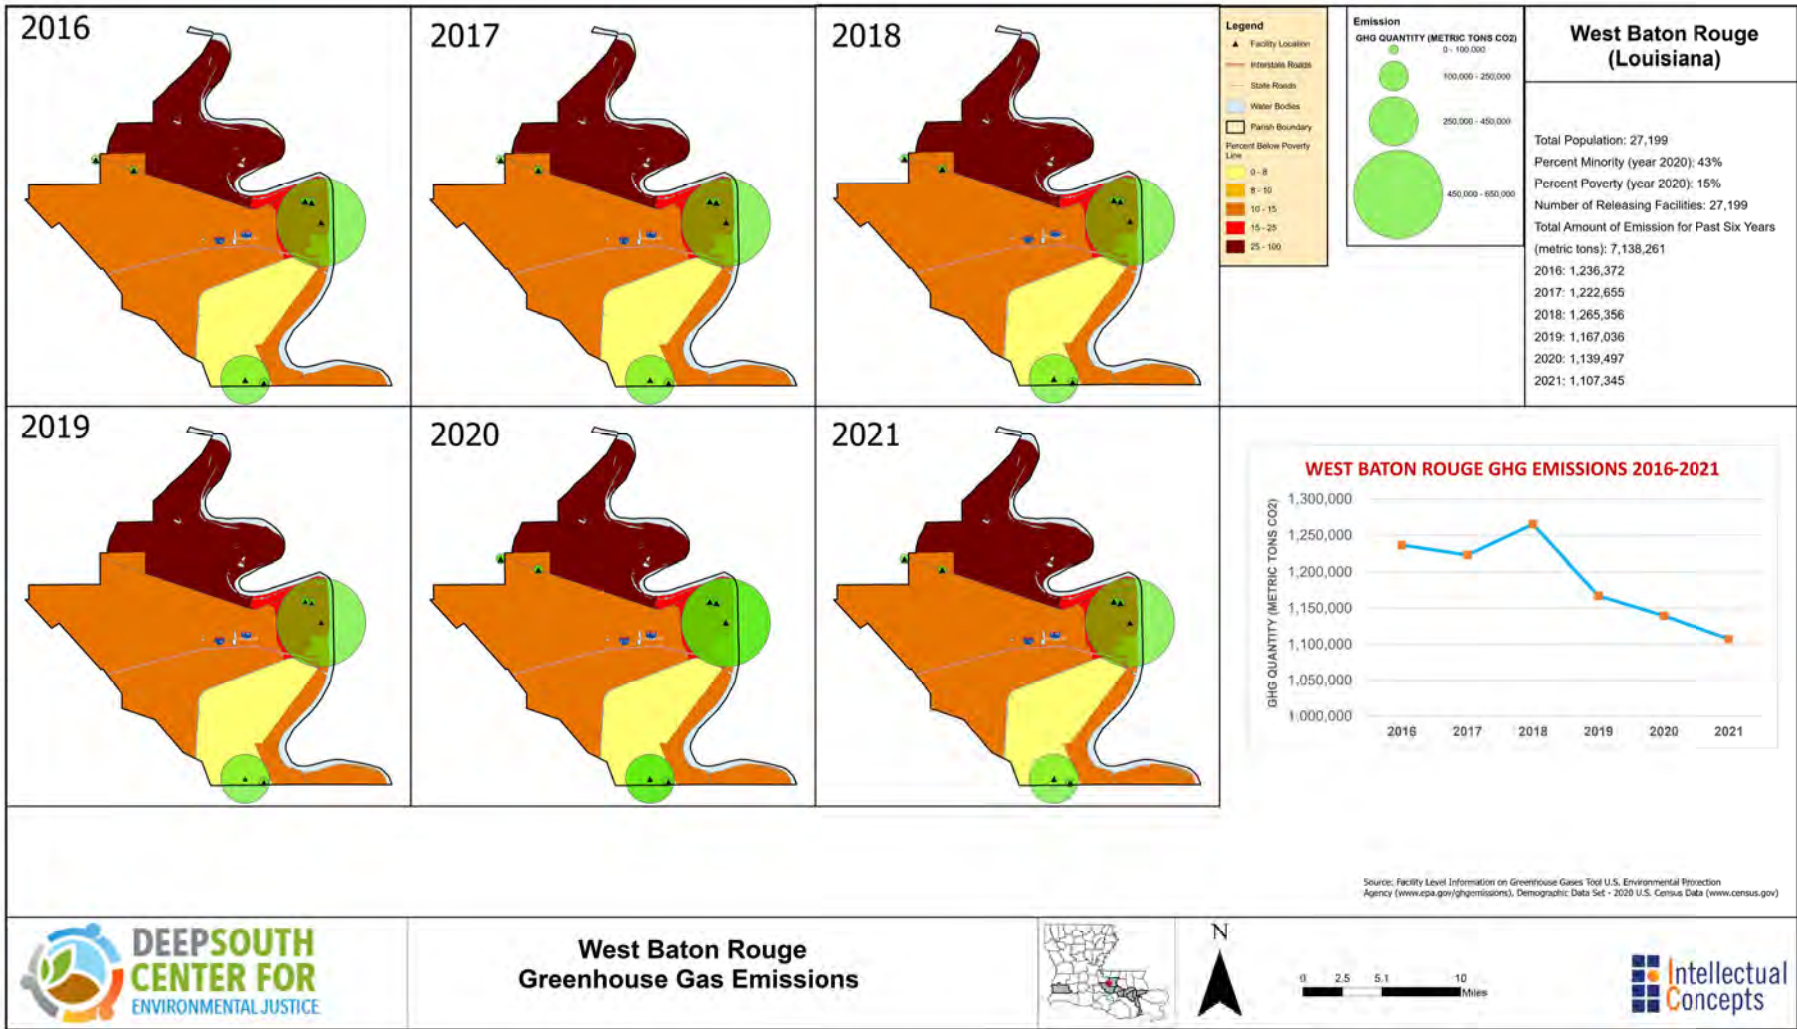 2016
2017
2018
Legend
Facility Location
Interstate Roads
State Roads
Water Bodies
Parish Boundary
Percent Below Poverty
Line
0 - 8
8 - 10
10 - 15
15 - 25
25 - 100
Emission
GHG QUANTITY (METRIC TONS CO2)
0 - 100,000
100,000 - 250,000
250,000 - 450,000
450,000 - 650,000
West Baton Rouge
(Louisiana)
Total Population: 27,199
Percent Minority (year 2020): 43%
Percent Poverty (year 2020): 15%
Number of Releasing Facilities: 27,199
Total Amount of Emission for Past Six Years
(metric tons): 7,138,261
2016: 1,236,372
2017: 1,222,655
2018: 1,265,356
2019: 1,167,036
2020: 1,139,497
2021: 1,107,345
2019
2020
2021
WEST BATON ROUGE GHG EMISSIONS 2016-2021
GHG QUANTITY (METRIC TONS CO2)
1,300,000
1,250,000
1,200,000
1,150,000
1,100,000
1,050,000
1,000,000
2016 2017 2018 2019 2020 2021
Source: Facility Level Information on Greenhouse Gases Tool U.S. Environmental Protection
Agency (www.epa.gov/ghgemissions), Demographic Data Set - 2020 U.S. Census Data (www.census.gov)
DEEPSOUTH
CENTER FOR
ENVIRONMENTAL JUSTICE
West Baton Rouge
Greenhouse Gas Emissions
N
0 2.5 5.1 10
Miles
Intellectual
Concepts